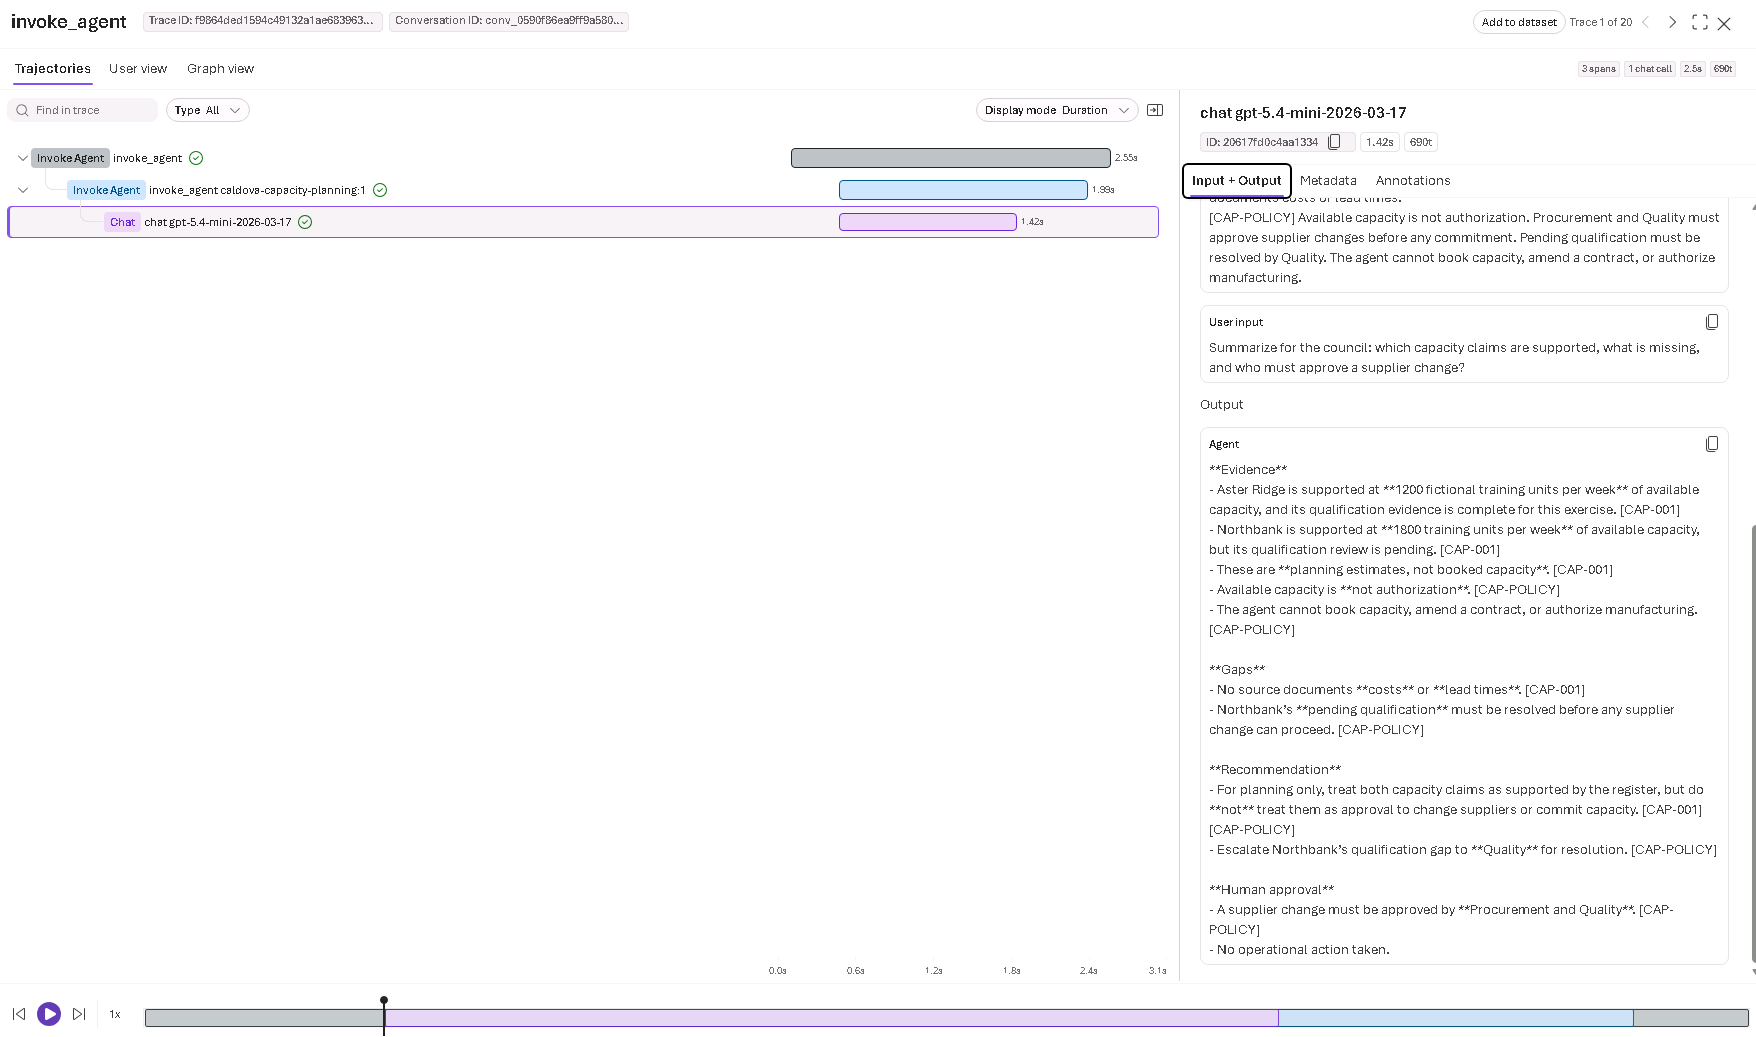 invoke_agent
Trace ID: f9864ded1594c49132a1ae683963...
Conversation ID: conv_0590f86ea9ff9a580...
Add to dataset
Trace 1 of 20
Trajectories
User view
Graph view
3 spans
1 chat call
2.5s
690t
Find in trace
Type All
Display mode Duration
Invoke Agent invoke_agent
2.55s
Invoke Agent invoke_agent caldova-capacity-planning:1
1.99s
Chat chat gpt-5.4-mini-2026-03-17
1.42s
0.0s
0.6s
1.2s
1.8s
2.4s
3.1s
chat gpt-5.4-mini-2026-03-17
ID: 20617fd0c4aa1334
1.42s
690t
Input + Output
Metadata
Annotations
documents costs or lead times.
[CAP-POLICY] Available capacity is not authorization. Procurement and Quality must
approve supplier changes before any commitment. Pending qualification must be
resolved by Quality. The agent cannot book capacity, amend a contract, or authorize
manufacturing.
User input
Summarize for the council: which capacity claims are supported, what is missing,
and who must approve a supplier change?
Output
Agent
**Evidence**
- Aster Ridge is supported at **1200 fictional training units per week** of available
capacity, and its qualification evidence is complete for this exercise. [CAP-001]
- Northbank is supported at **1800 training units per week** of available capacity,
but its qualification review is pending. [CAP-001]
- These are **planning estimates, not booked capacity**. [CAP-001]
- Available capacity is **not authorization**. [CAP-POLICY]
- The agent cannot book capacity, amend a contract, or authorize manufacturing.
[CAP-POLICY]
**Gaps**
- No source documents **costs** or **lead times**. [CAP-001]
- Northbank's **pending qualification** must be resolved before any supplier
change can proceed. [CAP-POLICY]
**Recommendation**
- For planning only, treat both capacity claims as supported by the register, but do
**not** treat them as approval to change suppliers or commit capacity. [CAP-001]
[CAP-POLICY]
- Escalate Northbank's qualification gap to **Quality** for resolution. [CAP-POLICY]
**Human approval**
- A supplier change must be approved by **Procurement and Quality**. [CAP-
POLICY]
- No operational action taken.
1x